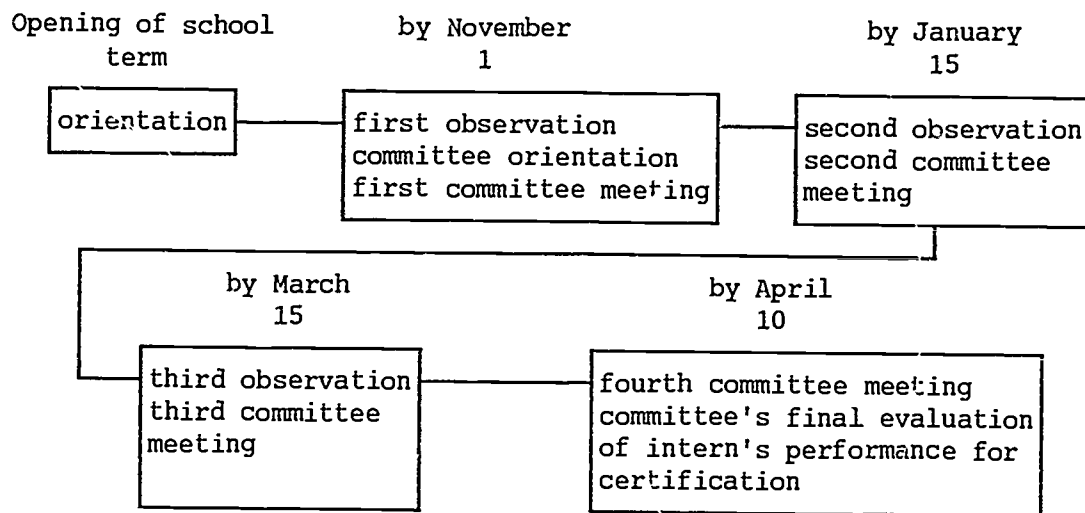 Opening of school
term
orientation
by November
1
first observation
committee orientation
first committee meeting
by January
15
second observation
second committee
meeting
by March
15
third observation
third committee
meeting
by April
10
fourth committee meeting
committee's final evaluation
of intern's performance for
certification